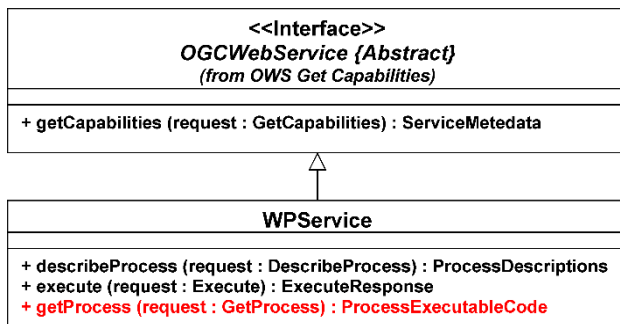 <<Interface>>
OGCWebService {Abstract}
(from OWS Get Capabilities)
+ getCapabilities (request : GetCapabilities) : ServiceMetedata
WPService
+ describeProcess (request : DescribeProcess) : ProcessDescriptions
+ execute (request : Execute) : ExecuteResponse
+ getProcess (request : GetProcess) : ProcessExecutableCode